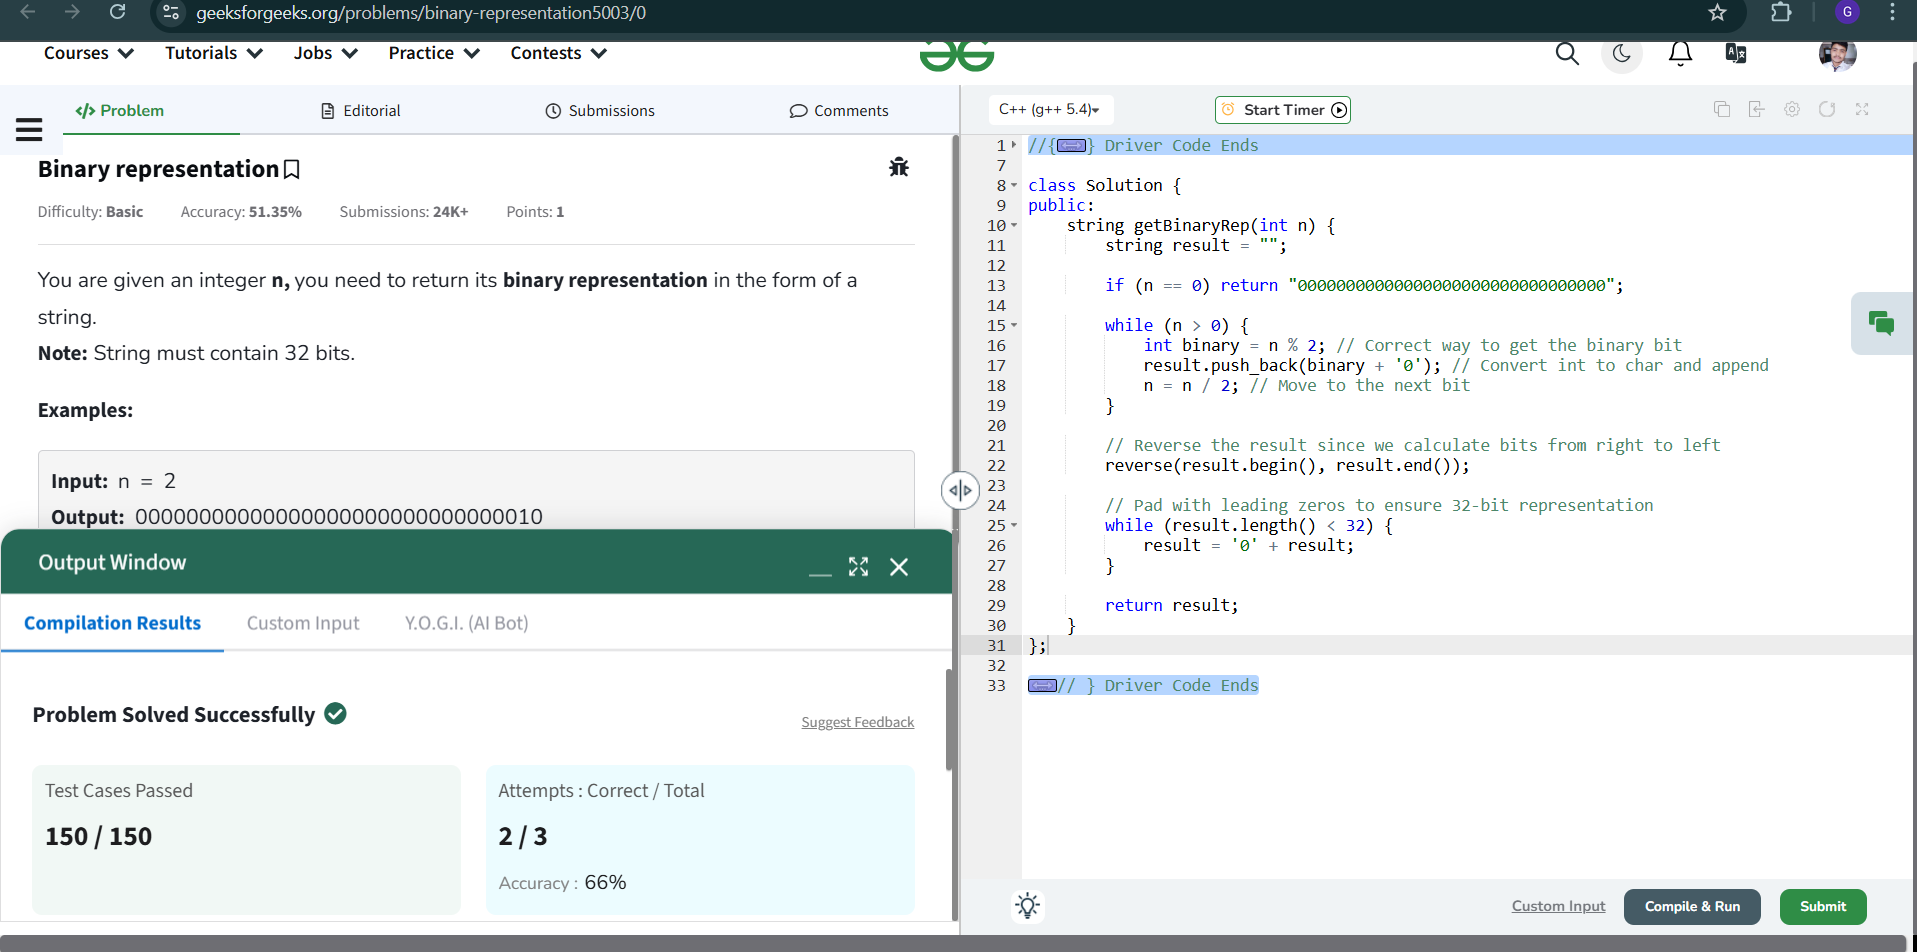 geeksforgeeks.org/problems/binary-representation5003/0
G
Courses
Tutorials
Jobs
Practice
Contests
</> Problem
Editorial
Submissions
Comments
Binary representation
Difficulty: Basic
Accuracy: 51.35%
Submissions: 24K+
Points: 1
You are given an integer n, you need to return its binary representation in the form of a
string.
Note: String must contain 32 bits.
Examples:
Input: n = 2
Output: 00000000000000000000000000000010
Output Window
Compilation Results
Custom Input
Y.O.G.I. (AI Bot)
Problem Solved Successfully
Suggest Feedback
Test Cases Passed
150 / 150
Attempts : Correct / Total
2 / 3
Accuracy : 66%
C++ (g++ 5.4)
Start Timer
1 //{ } Driver Code Ends
7
8 class Solution {
9 public:
10 string getBinaryRep(int n) {
11 string result = "";
12
13 if (n == 0) return "00000000000000000000000000000000";
14
15 while (n > 0) {
16 int binary = n % 2; // Correct way to get the binary bit
17 result.push_back(binary + '0'); // Convert int to char and append
18 n = n / 2; // Move to the next bit
19 }
20
21 // Reverse the result since we calculate bits from right to left
22 reverse(result.begin(), result.end());
23
24 // Pad with leading zeros to ensure 32-bit representation
25 while (result.length() < 32) {
26 result = '0' + result;
27 }
28
29 return result;
30 }
31 };
32
33 // } Driver Code Ends
Custom Input
Compile & Run
Submit